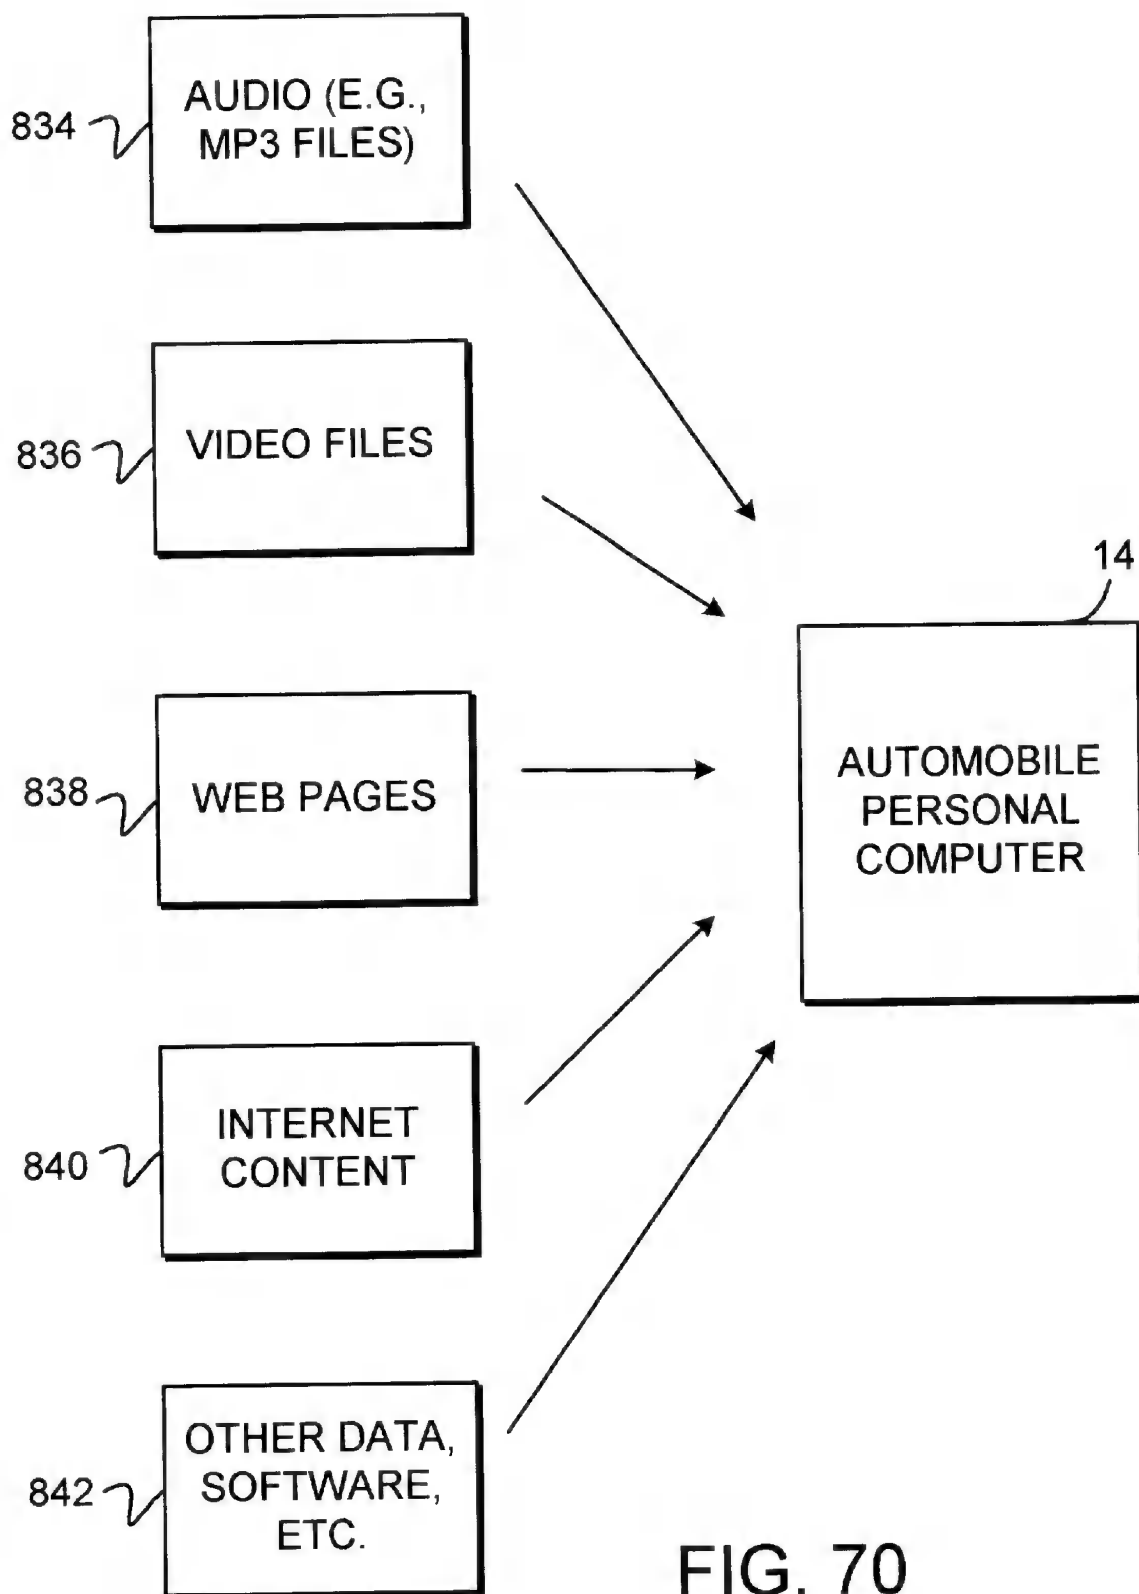 834
AUDIO (E.G.,
MP3 FILES)
836
VIDEO FILES
14
838
WEB PAGES
AUTOMOBILE
PERSONAL
COMPUTER
840
INTERNET
CONTENT
842
OTHER DATA,
SOFTWARE,
ETC.
FIG. 70